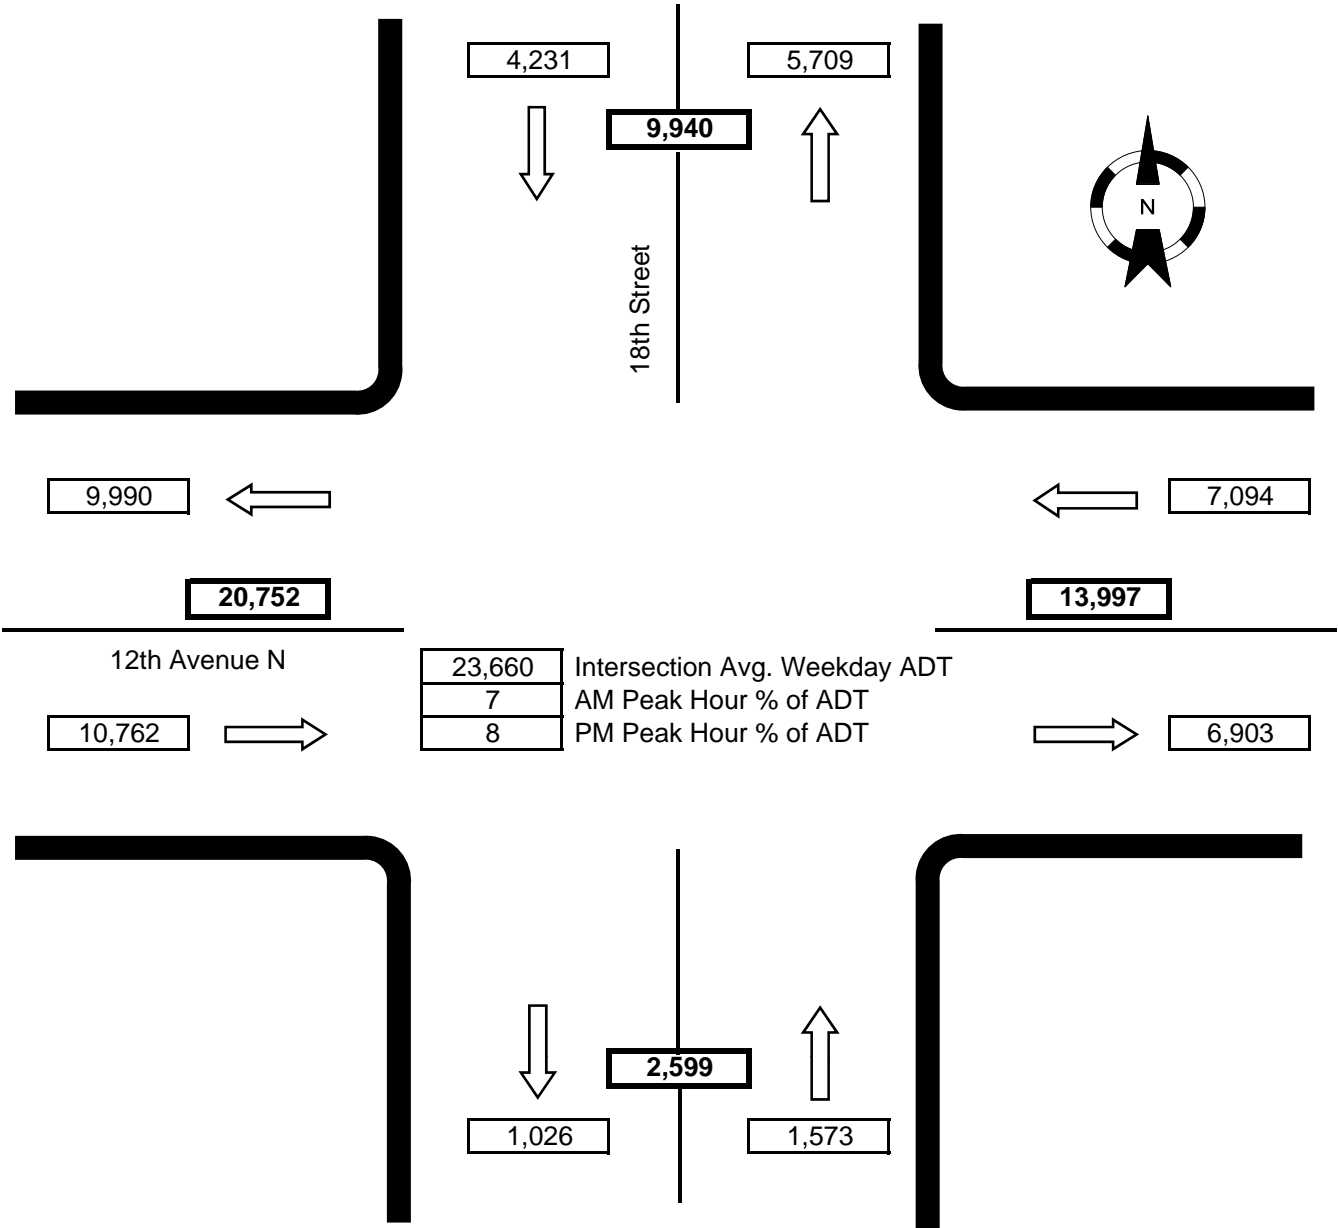 4,231
5,709
9,940
N
18th Street
9,990
7,094
20,752
13,997
12th Avenue N
23,660 Intersection Avg. Weekday ADT
7 AM Peak Hour % of ADT
10,762
8 PM Peak Hour % of ADT
6,903
2,599
1,026
1,573